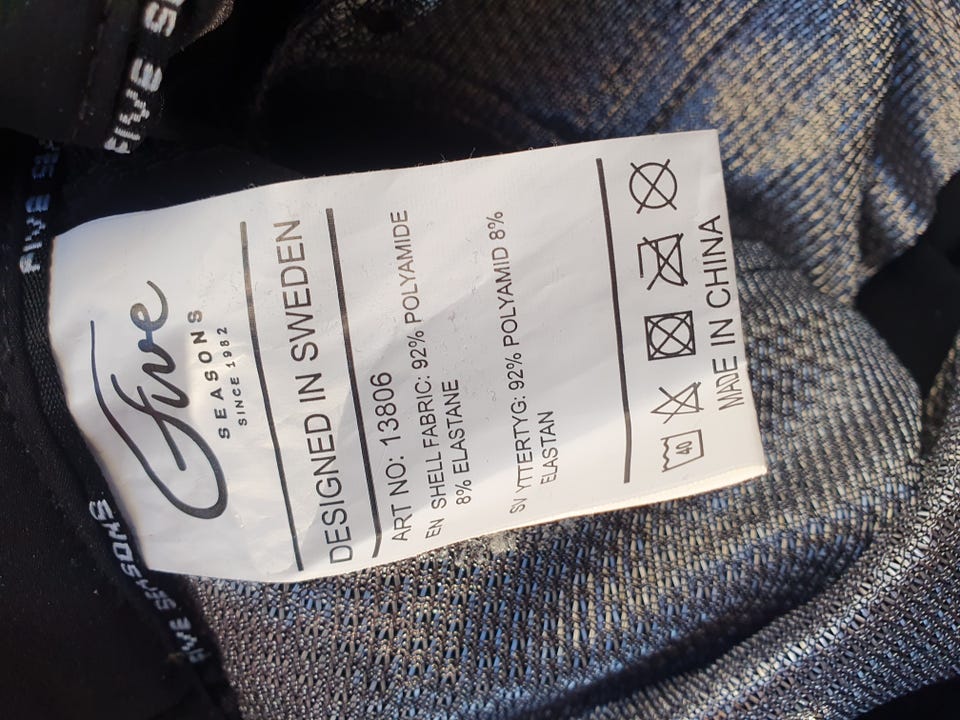 Five
SEASONS
SINCE 1982
DESIGNED IN SWEDEN
ART NO: 13806
EN SHELL FABRIC: 92% POLYAMIDE
8% ELASTANE
SV YTTERTYG: 92% POLYAMID 8%
ELASTAN
40
MADE IN CHINA
FIVE S
FIVE S
FIVE SEASONS